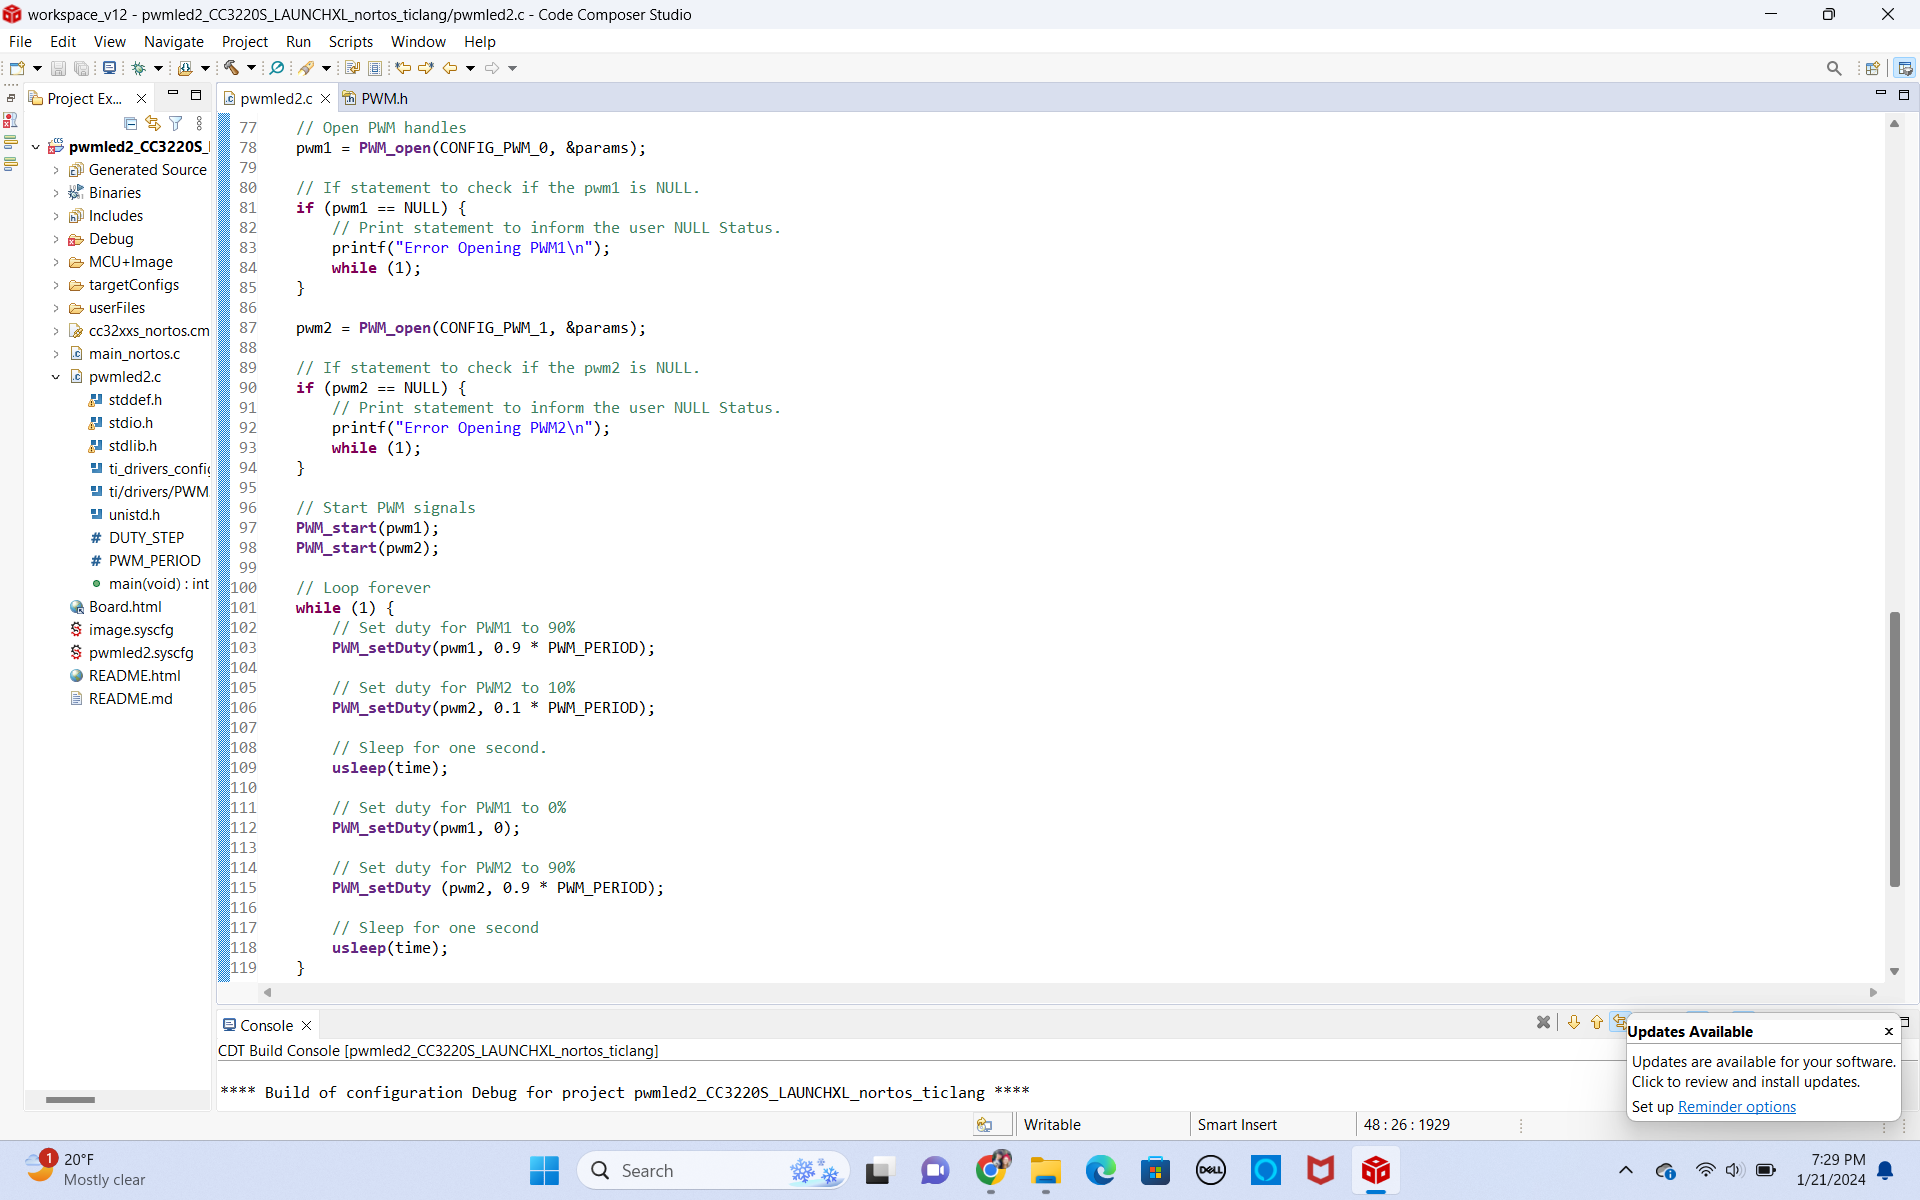 workspace_v12 - pwmled2_CC3220S_LAUNCHXL_nortos_ticlang/pwmled2.c - Code Composer Studio
File Edit View Navigate Project Run Scripts Window Help
Project Ex...
pwmled2.c
PWM.h
pwmled2_CC3220S_
Generated Source
Binaries
Includes
Debug
MCU+Image
targetConfigs
userFiles
cc32xxs_nortos.cm
main_nortos.c
pwmled2.c
stddef.h
stdio.h
stdlib.h
ti_drivers_config
ti/drivers/PWM
unistd.h
# DUTY_STEP
# PWM_PERIOD
main(void) : int
Board.html
image.syscfg
pwmled2.syscfg
README.html
README.md
77 // Open PWM handles
78 pwm1 = PWM_open(CONFIG_PWM_0, &params);
79
80 // If statement to check if the pwm1 is NULL.
81 if (pwm1 == NULL) {
82 // Print statement to inform the user NULL Status.
83 printf("Error Opening PWM1\n");
84 while (1);
85 }
86
87 pwm2 = PWM_open(CONFIG_PWM_1, &params);
88
89 // If statement to check if the pwm2 is NULL.
90 if (pwm2 == NULL) {
91 // Print statement to inform the user NULL Status.
92 printf("Error Opening PWM2\n");
93 while (1);
94 }
95
96 // Start PWM signals
97 PWM_start(pwm1);
98 PWM_start(pwm2);
99
100 // Loop forever
101 while (1) {
102 // Set duty for PWM1 to 90%
103 PWM_setDuty(pwm1, 0.9 * PWM_PERIOD);
104
105 // Set duty for PWM2 to 10%
106 PWM_setDuty(pwm2, 0.1 * PWM_PERIOD);
107
108 // Sleep for one second.
109 usleep(time);
110
111 // Set duty for PWM1 to 0%
112 PWM_setDuty(pwm1, 0);
113
114 // Set duty for PWM2 to 90%
115 PWM_setDuty (pwm2, 0.9 * PWM_PERIOD);
116
117 // Sleep for one second
118 usleep(time);
119 }
Console
CDT Build Console [pwmled2_CC3220S_LAUNCHXL_nortos_ticlang]
**** Build of configuration Debug for project pwmled2_CC3220S_LAUNCHXL_nortos_ticlang ****
Updates Available
Updates are available for your software.
Click to review and install updates.
Set up Reminder options
Writable
Smart Insert
48 : 26 : 1929
1
20°F
Mostly clear
Search
DELL
7:29 PM
1/21/2024